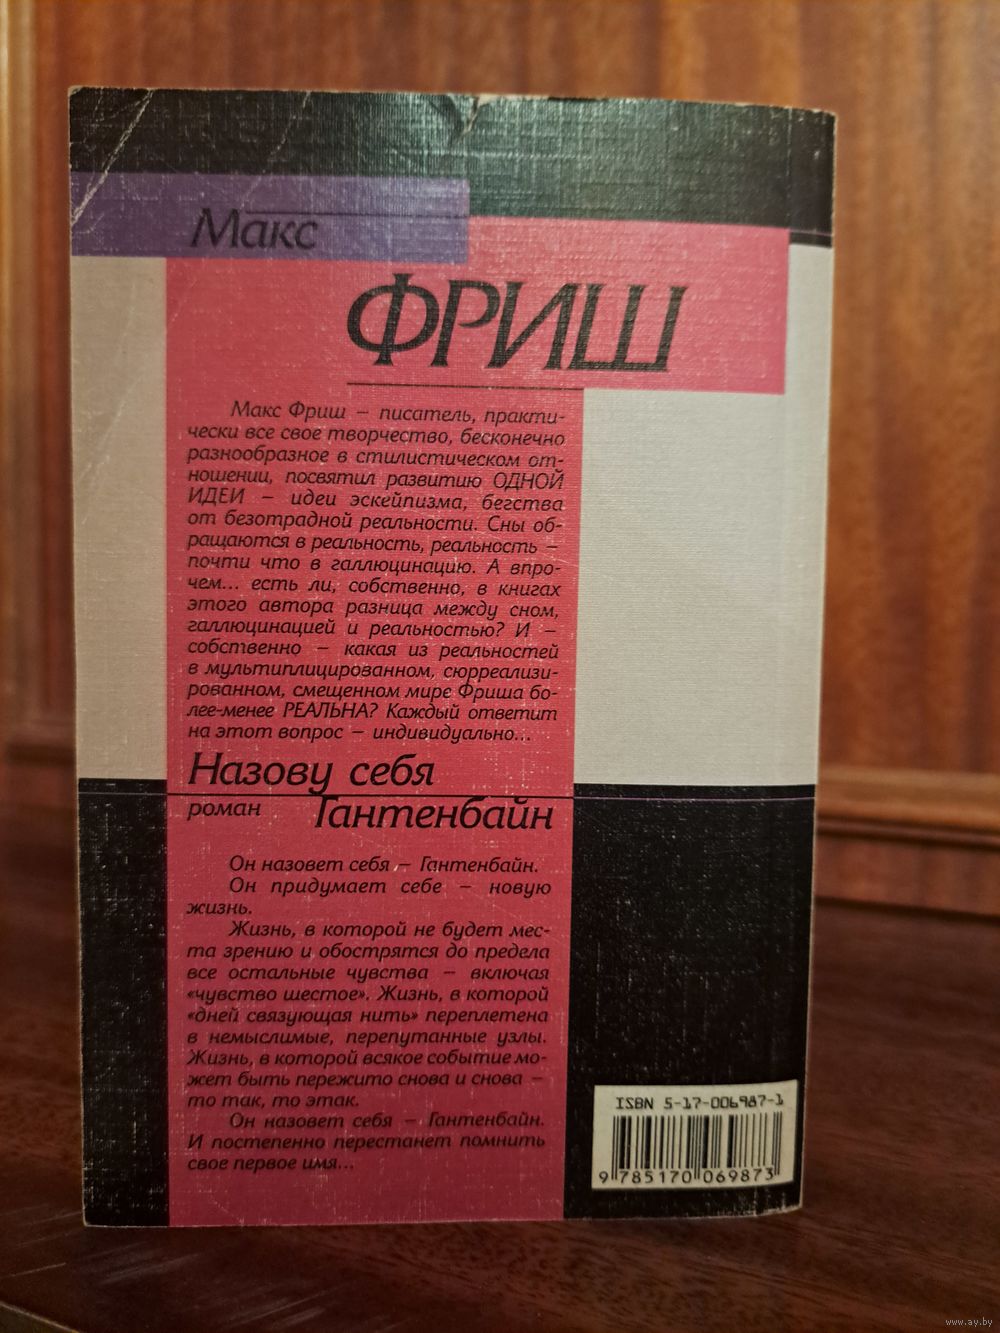 Макс
ФРИШ
Макс Фриш – писатель, практи-
чески все свое творчество, бесконечно
разнообразное в стилистическом от-
ношении, посвятил развитию ОДНОЙ
ИДЕИ – идеи эскейпизма, бегства
от безотрадной реальности. Сны об-
ращаются в реальность, реальность –
почти что в галлюцинацию. А впро-
чем... есть ли, собственно, в книгах
этого автора разница между сном,
галлюцинацией и реальностью? И –
собственно – какая из реальностей
в мультиплицированном, сюрреализи-
рованном, смещенном мире Фриша бо-
лее-менее РЕАЛЬНА? Каждый ответит
на этот вопрос – индивидуально...
Назову себя
роман Гантенбайн
Он назовет себя – Гантенбайн.
Он придумает себе – новую
жизнь.
Жизнь, в которой не будет мес-
та зрению и обострятся до предела
все остальные чувства – включая
«чувство шестое». Жизнь, в которой
«дней связующая нить» переплетена
в немыслимые, перепутанные узлы.
Жизнь, в которой всякое событие мо-
жет быть пережито снова и снова –
то так, то этак.
Он назовет себя – Гантенбайн.
И постепенно перестанет помнить
свое первое имя...
ISBN 5-17-006987-1
9 785170 069873
www.ay.by